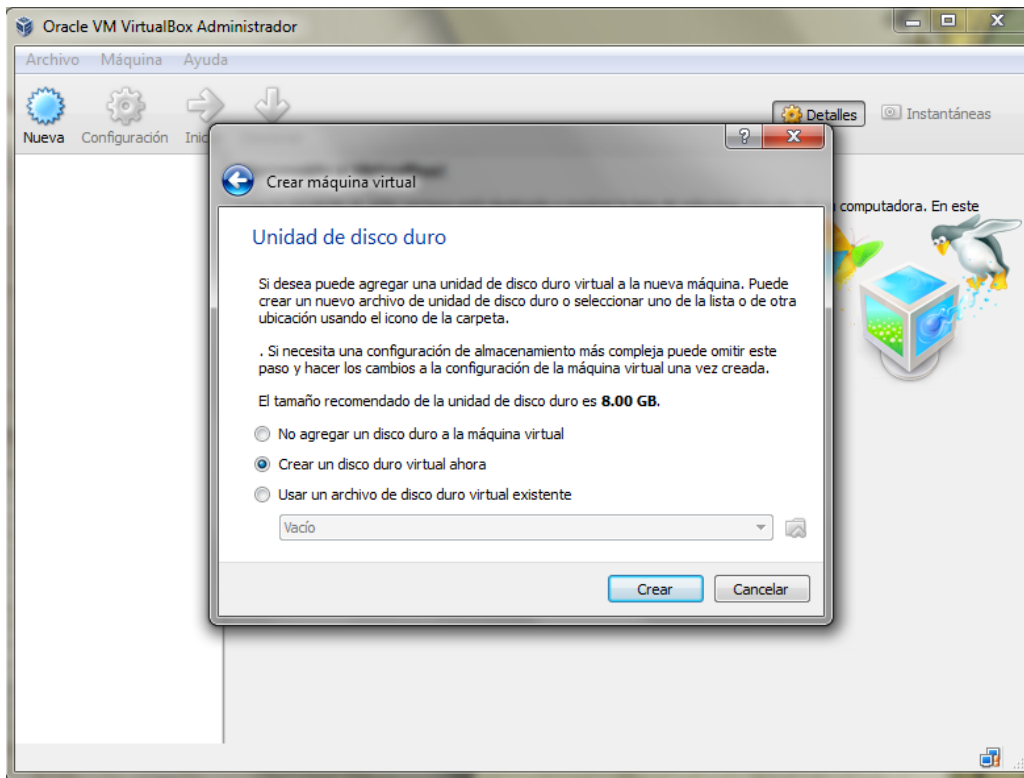 Oracle VM VirtualBox Administrador
Archivo Máquina Ayuda
Nueva Configuración Inic
Detalles Instantáneas
Crear máquina virtual
computadora. En este
Unidad de disco duro
Si desea puede agregar una unidad de disco duro virtual a la nueva máquina. Puede
crear un nuevo archivo de unidad de disco duro o seleccionar uno de la lista o de otra
ubicación usando el icono de la carpeta.
. Si necesita una configuración de almacenamiento más compleja puede omitir este
paso y hacer los cambios a la configuración de la máquina virtual una vez creada.
El tamaño recomendado de la unidad de disco duro es 8.00 GB.
No agregar un disco duro a la máquina virtual
Crear un disco duro virtual ahora
Usar un archivo de disco duro virtual existente
Vacío
Crear Cancelar